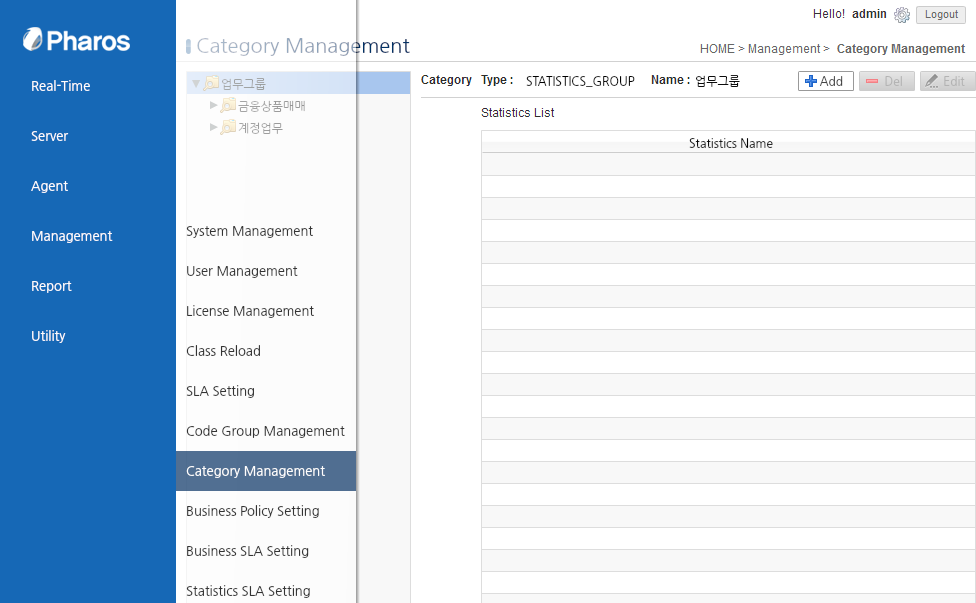 Hello! admin Logout
Pharos
Category Management
HOME > Management > Category Management
Real-Time
Server
Agent
Management
Report
Utility
업무그룹
금융상품매매
계정업무
System Management
User Management
License Management
Class Reload
SLA Setting
Code Group Management
Category Management
Business Policy Setting
Business SLA Setting
Statistics SLA Setting
Category Type : STATISTICS_GROUP Name : 업무그룹
Add Del Edit
Statistics List
Statistics Name